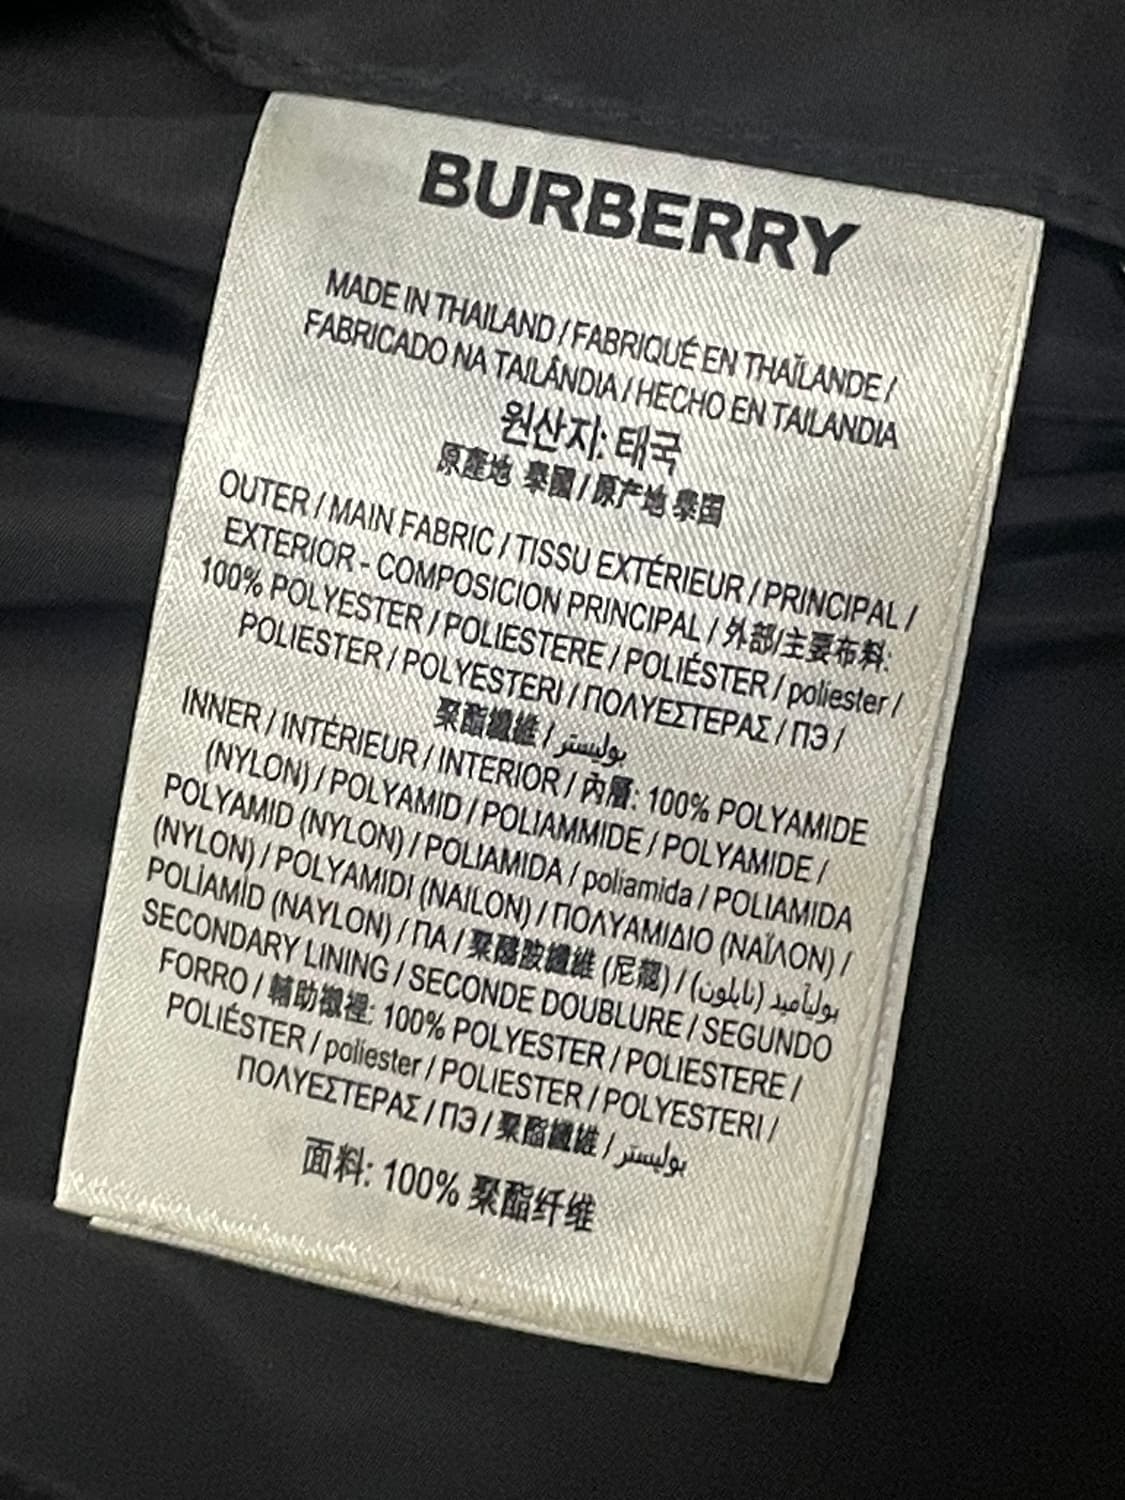 BURBERRY
MADE IN THAILAND / FABRIQUÉ EN THAÏLANDE /
FABRICADO NA TAILÂNDIA / HECHO EN TAILANDIA
원산지: 태국
原產地 泰國 / 原产地 泰国
OUTER / MAIN FABRIC / TISSU EXTÉRIEUR / PRINCIPAL /
EXTERIOR - COMPOSICION PRINCIPAL / 外部/主要布料:
100% POLYESTER / POLIESTERE / POLIÉSTER / poliester /
POLIESTER / POLYESTERI / ΠΟΛΥΕΣΤΕΡΑΣ / ПЭ /
聚酯纖維 / بوليستر
INNER / INTÉRIEUR / INTERIOR / 內層: 100% POLYAMIDE
(NYLON) / POLYAMID / POLIAMMIDE / POLYAMIDE /
POLYAMID (NYLON) / POLIAMIDA / poliamida / POLIAMIDA
(NYLON) / POLYAMIDI (NAILON) / ΠΟΛΥΑΜΙΔΙΟ (ΝΑΪΛΟΝ) /
POLİAMİD (NAYLON) / ПА / 聚醯胺纖維 (尼龍) / بولیآمید (نایلون)
SECONDARY LINING / SECONDE DOUBLURE / SEGUNDO
FORRO / 輔助襯裡: 100% POLYESTER / POLIESTERE /
POLIÉSTER / poliester / POLIESTER / POLYESTERI /
ΠΟΛΥΕΣΤΕΡΑΣ / ПЭ / 聚酯纖維 / بوليستر
面料: 100% 聚酯纤维